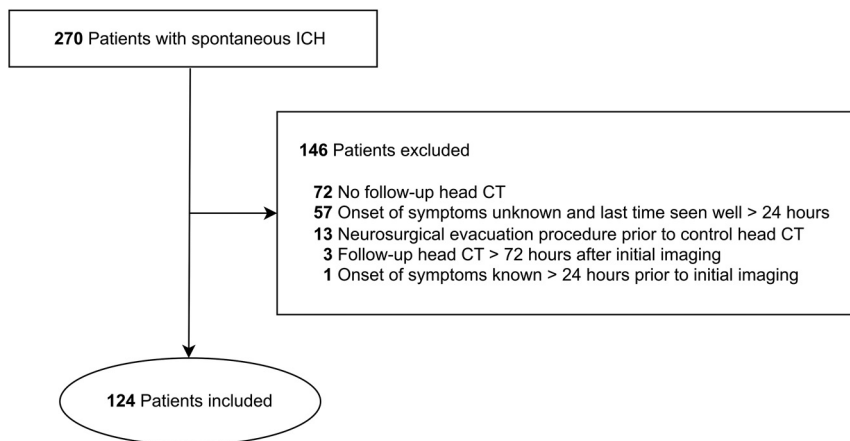 270 Patients with spontaneous ICH
146 Patients excluded
72 No follow-up head CT
57 Onset of symptoms unknown and last time seen well > 24 hours
13 Neurosurgical evacuation procedure prior to control head CT
3 Follow-up head CT > 72 hours after initial imaging
1 Onset of symptoms known > 24 hours prior to initial imaging
124 Patients included